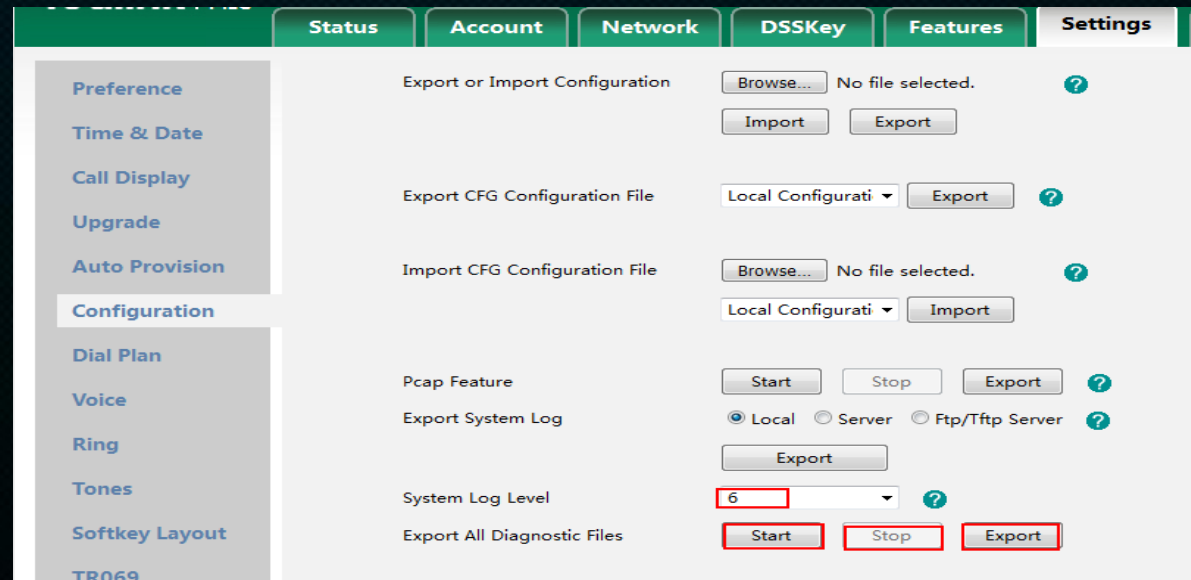 Status Account Network DSSKey Features Settings
Preference
Time & Date
Call Display
Upgrade
Auto Provision
Configuration
Dial Plan
Voice
Ring
Tones
Softkey Layout
TR069
Export or Import Configuration Browse... No file selected. ?
Import Export
Export CFG Configuration File Local Configurati Export ?
Import CFG Configuration File Browse... No file selected. ?
Local Configurati Import
Pcap Feature Start Stop Export ?
Export System Log Local Server Ftp/Tftp Server ?
Export
System Log Level 6 ?
Export All Diagnostic Files Start Stop Export